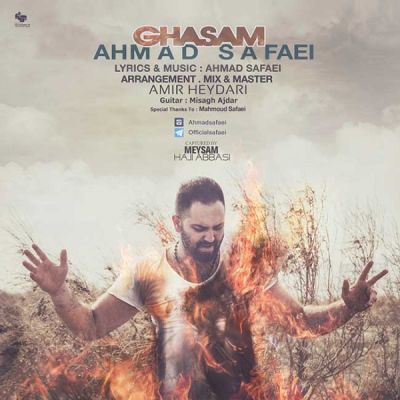 GHASAM
AHMAD SAFAEI
LYRICS & MUSIC : AHMAD SAFAEI
ARRANGEMENT . MIX & MASTER
AMIR HEYDARI
Guitar : Misagh Ajdar
Special Thanks To : Mahmoud Safaei
Ahmadsafaei
Officialsafaei
CAPTURED BY
MEYSAM
HAJI ABBASI